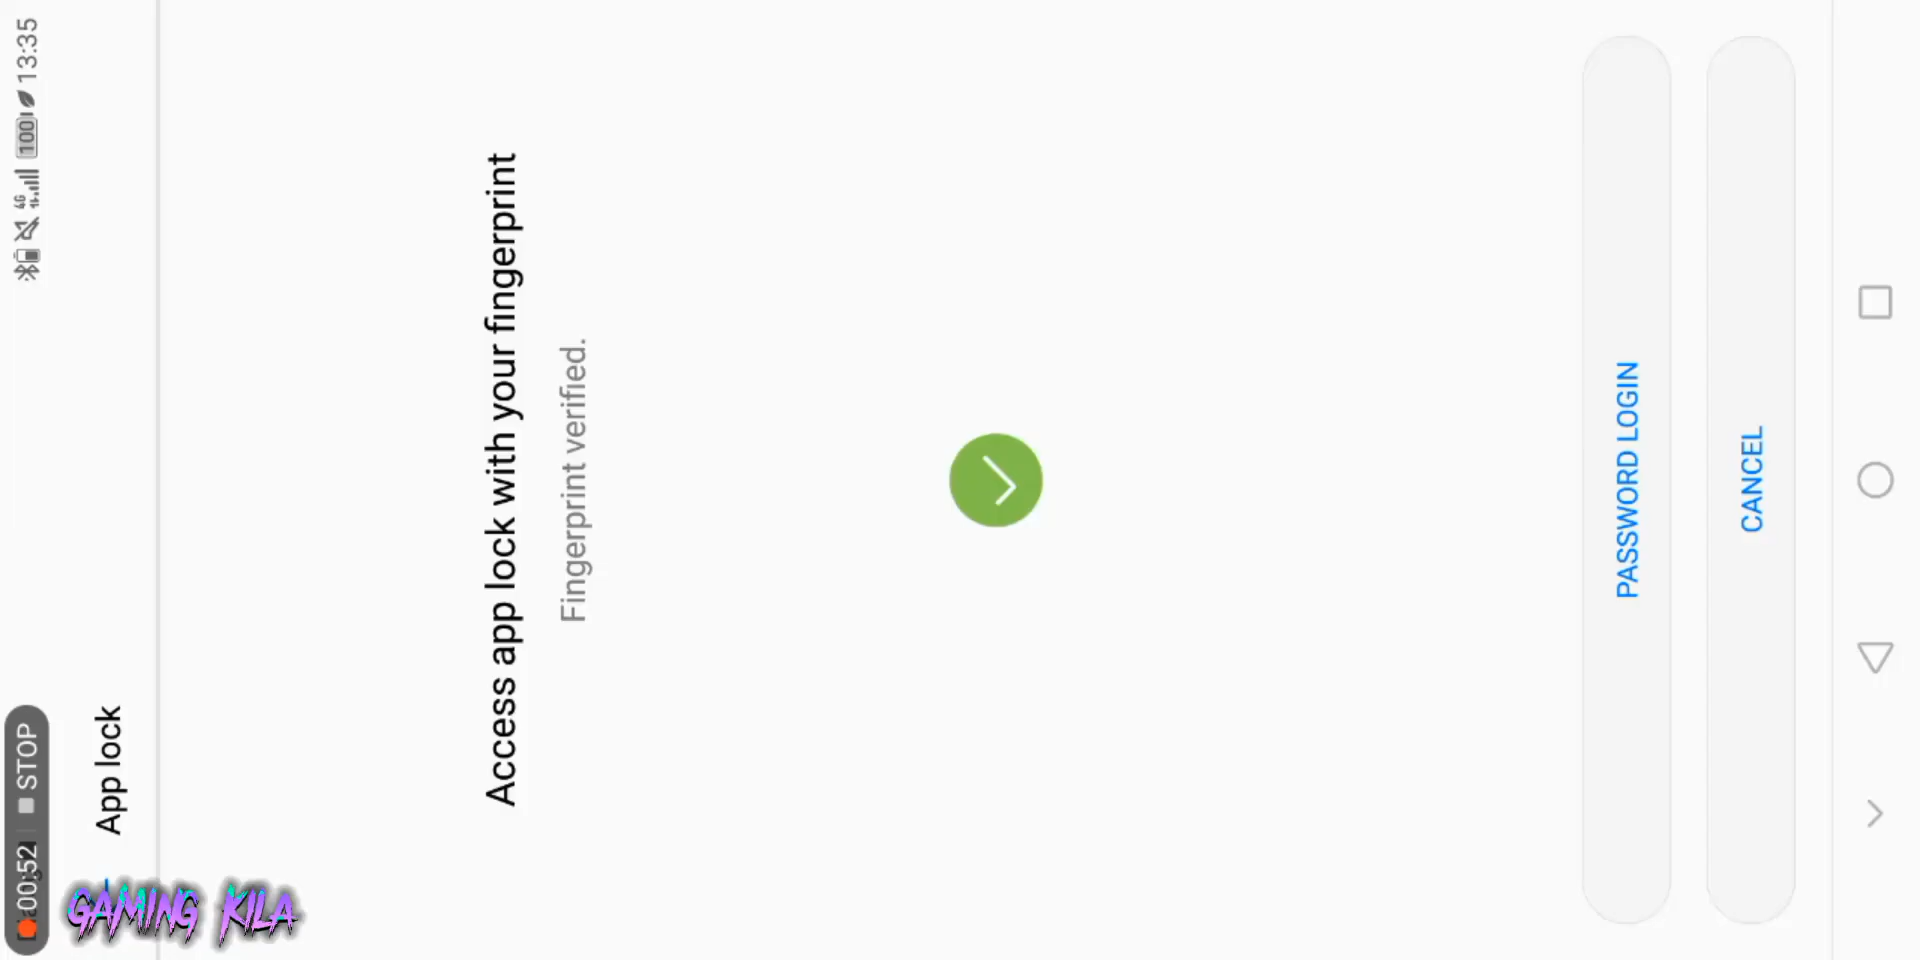 00:52 STOP
4G 100 13:35
App lock
Access app lock with your fingerprint
Fingerprint verified.
PASSWORD LOGIN
CANCEL
GAMING KILA